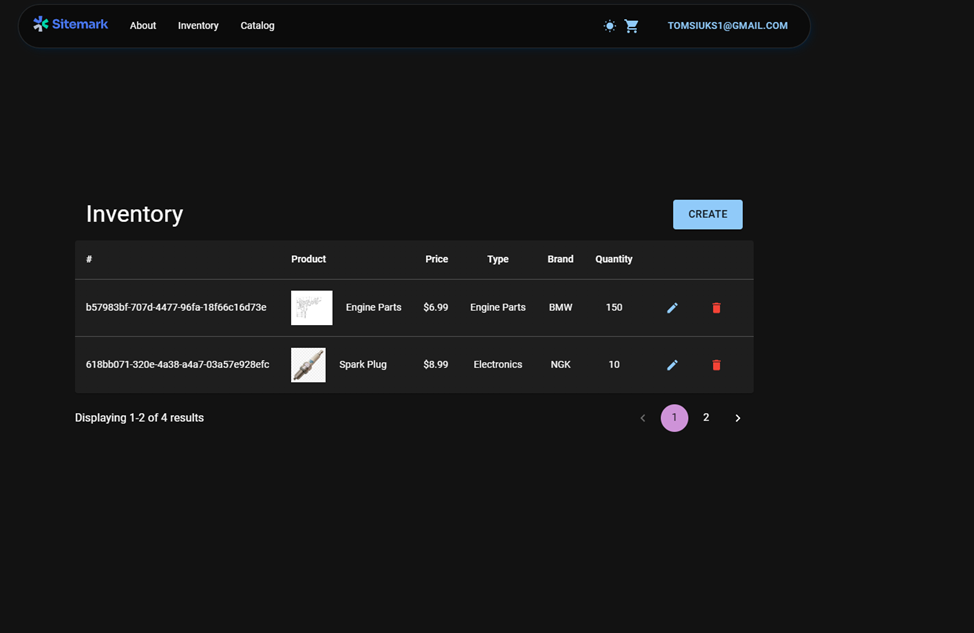 Sitemark About Inventory Catalog TOMSIUKS1@GMAIL.COM
Inventory CREATE
# Product Price Type Brand Quantity
b57983bf-707d-4477-96fa-18f66c16d73e Engine Parts $6.99 Engine Parts BMW 150
618bb071-320e-4a38-a4a7-03a57e928efc Spark Plug $8.99 Electronics NGK 10
Displaying 1-2 of 4 results 1 2